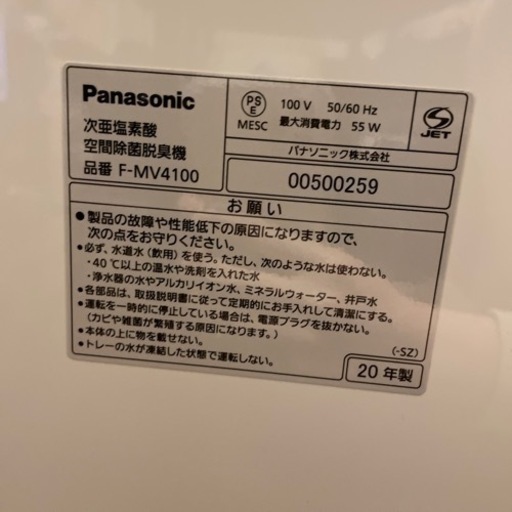 Panasonic
次亜塩素酸
空間除菌脱臭機
品番 F-MV4100
PS
E
MESC
100 V 50/60 Hz
最大消費電力 55 W
JET
パナソニック株式会社
00500259
お願い
●製品の故障や性能低下の原因になりますので、
次の点をお守りください。
●必ず、水道水(飲用)を使う。ただし、次のような水は使わない。
・40 ℃以上の温水や洗剤を入れた水
・浄水器の水やアルカリイオン水、ミネラルウォーター、井戸水
●各部品は、取扱説明書に従って定期的にお手入れして清潔にする。
●運転を一時的に停止している場合は、電源プラグを抜かない。
(カビや雑菌が繁殖する原因になります。)
●本体の上に物を載せない。
●トレーの水が凍結した状態で運転しない。
(-SZ)
20 年製